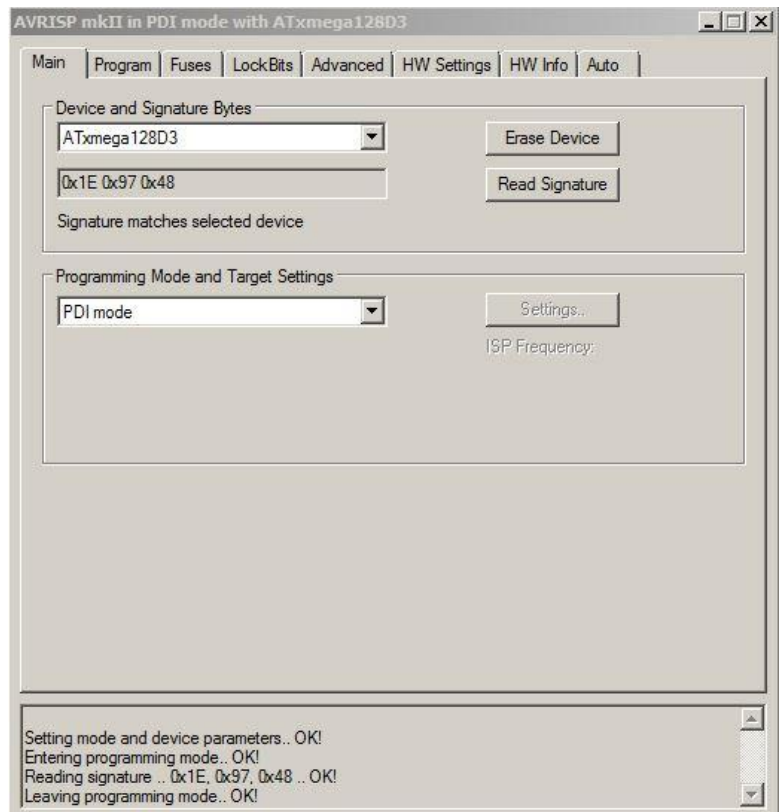 AVRISP mkII in PDI mode with ATxmega128D3
Main Program Fuses LockBits Advanced HW Settings HW Info Auto
Device and Signature Bytes
ATxmega128D3 Erase Device
0x1E 0x97 0x48 Read Signature
Signature matches selected device
Programming Mode and Target Settings
PDI mode Settings..
ISP Frequency:
Setting mode and device parameters.. OK!
Entering programming mode.. OK!
Reading signature .. 0x1E, 0x97, 0x48 .. OK!
Leaving programming mode.. OK!